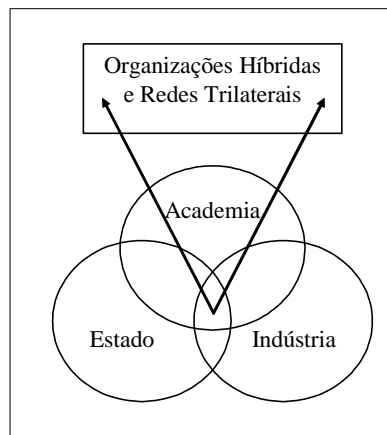 Organizações Híbridas
e Redes Trilaterais
Academia
Estado
Indústria